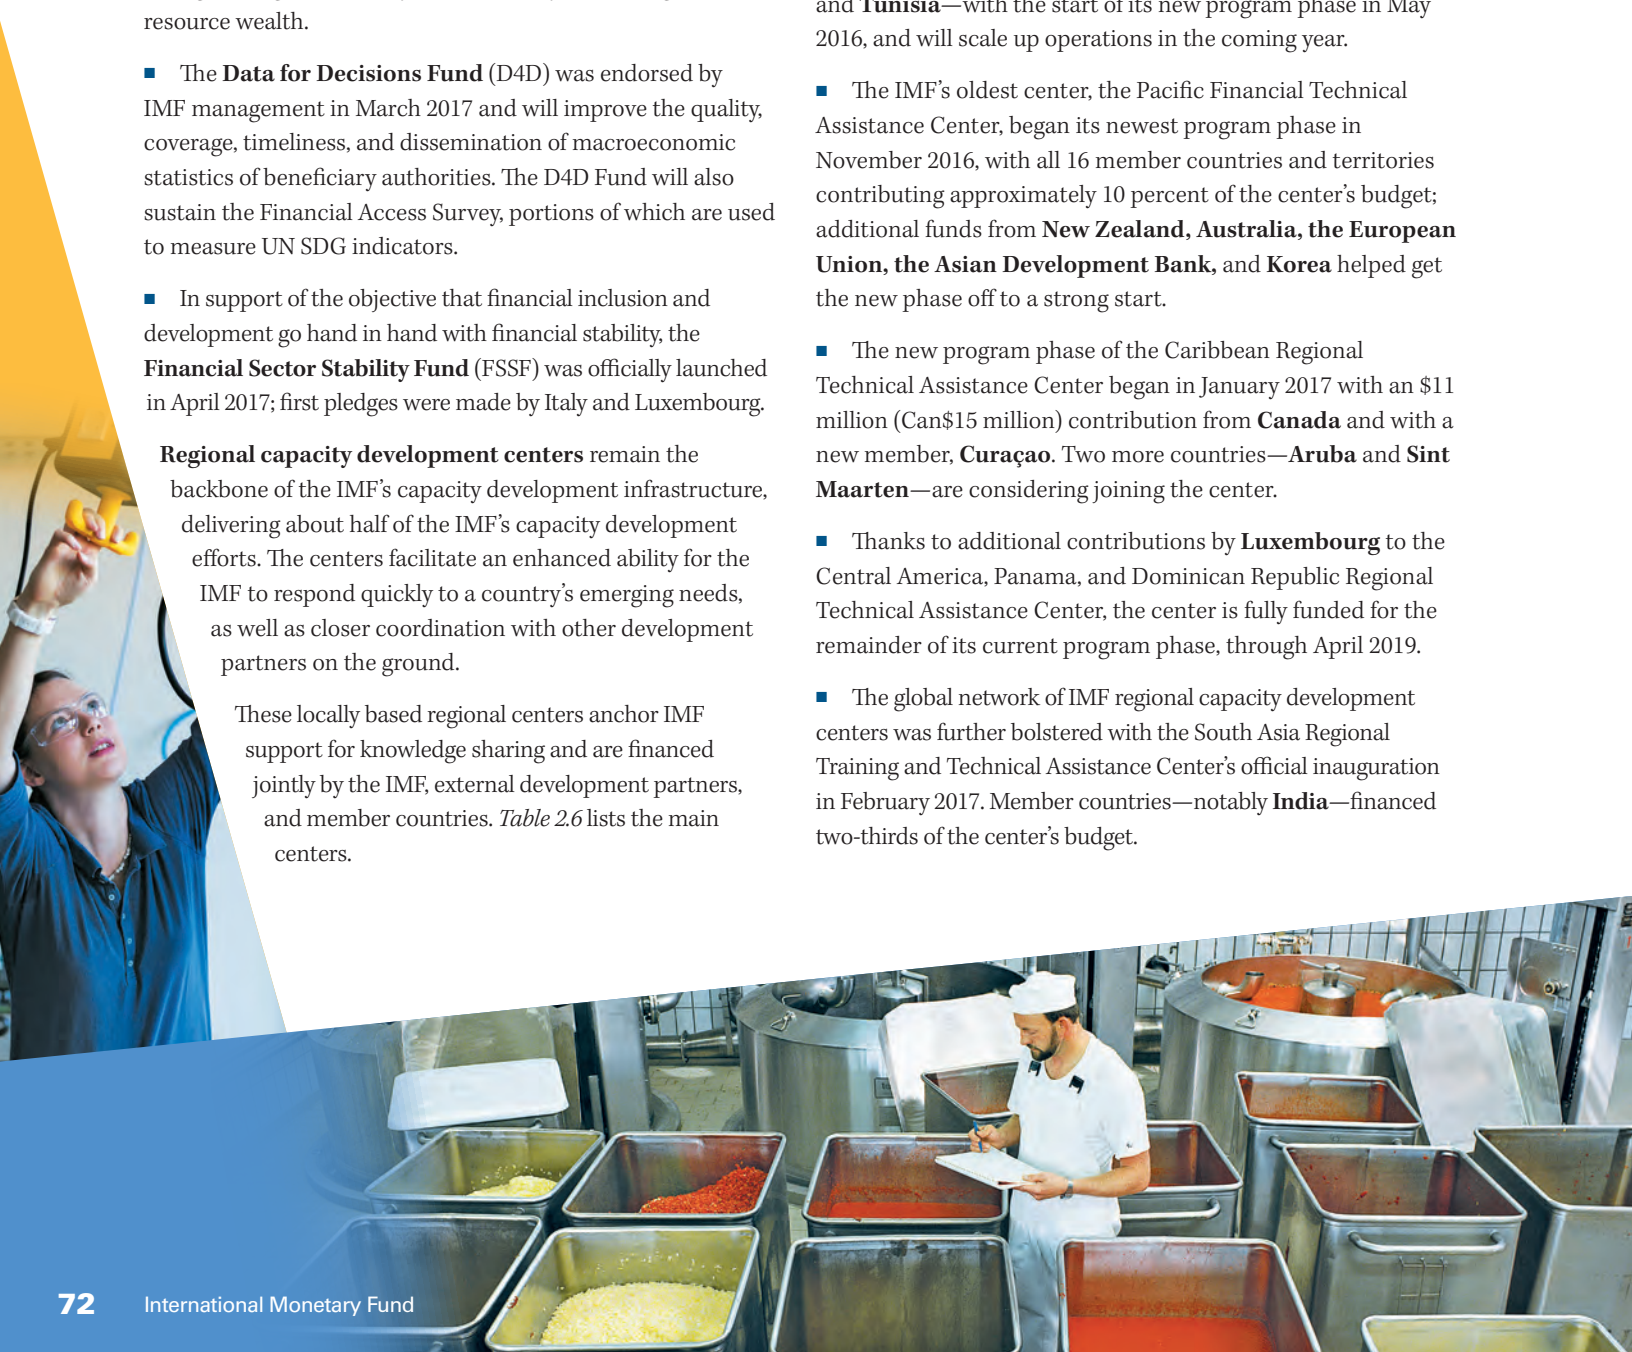 resource wealth.
■ The Data for Decisions Fund (D4D) was endorsed by
IMF management in March 2017 and will improve the quality,
coverage, timeliness, and dissemination of macroeconomic
statistics of beneficiary authorities. The D4D Fund will also
sustain the Financial Access Survey, portions of which are used
to measure UN SDG indicators.
■ In support of the objective that financial inclusion and
development go hand in hand with financial stability, the
Financial Sector Stability Fund (FSSF) was officially launched
in April 2017; first pledges were made by Italy and Luxembourg.
Regional capacity development centers remain the
backbone of the IMF’s capacity development infrastructure,
delivering about half of the IMF’s capacity development
efforts. The centers facilitate an enhanced ability for the
IMF to respond quickly to a country’s emerging needs,
as well as closer coordination with other development
partners on the ground.
These locally based regional centers anchor IMF
support for knowledge sharing and are financed
jointly by the IMF, external development partners,
and member countries. Table 2.6 lists the main
centers.
and Tunisia—with the start of its new program phase in May
2016, and will scale up operations in the coming year.
■ The IMF’s oldest center, the Pacific Financial Technical
Assistance Center, began its newest program phase in
November 2016, with all 16 member countries and territories
contributing approximately 10 percent of the center’s budget;
additional funds from New Zealand, Australia, the European
Union, the Asian Development Bank, and Korea helped get
the new phase off to a strong start.
■ The new program phase of the Caribbean Regional
Technical Assistance Center began in January 2017 with an $11
million (Can$15 million) contribution from Canada and with a
new member, Curaçao. Two more countries—Aruba and Sint
Maarten—are considering joining the center.
■ Thanks to additional contributions by Luxembourg to the
Central America, Panama, and Dominican Republic Regional
Technical Assistance Center, the center is fully funded for the
remainder of its current program phase, through April 2019.
■ The global network of IMF regional capacity development
centers was further bolstered with the South Asia Regional
Training and Technical Assistance Center’s official inauguration
in February 2017. Member countries—notably India—financed
two-thirds of the center’s budget.
72 International Monetary Fund